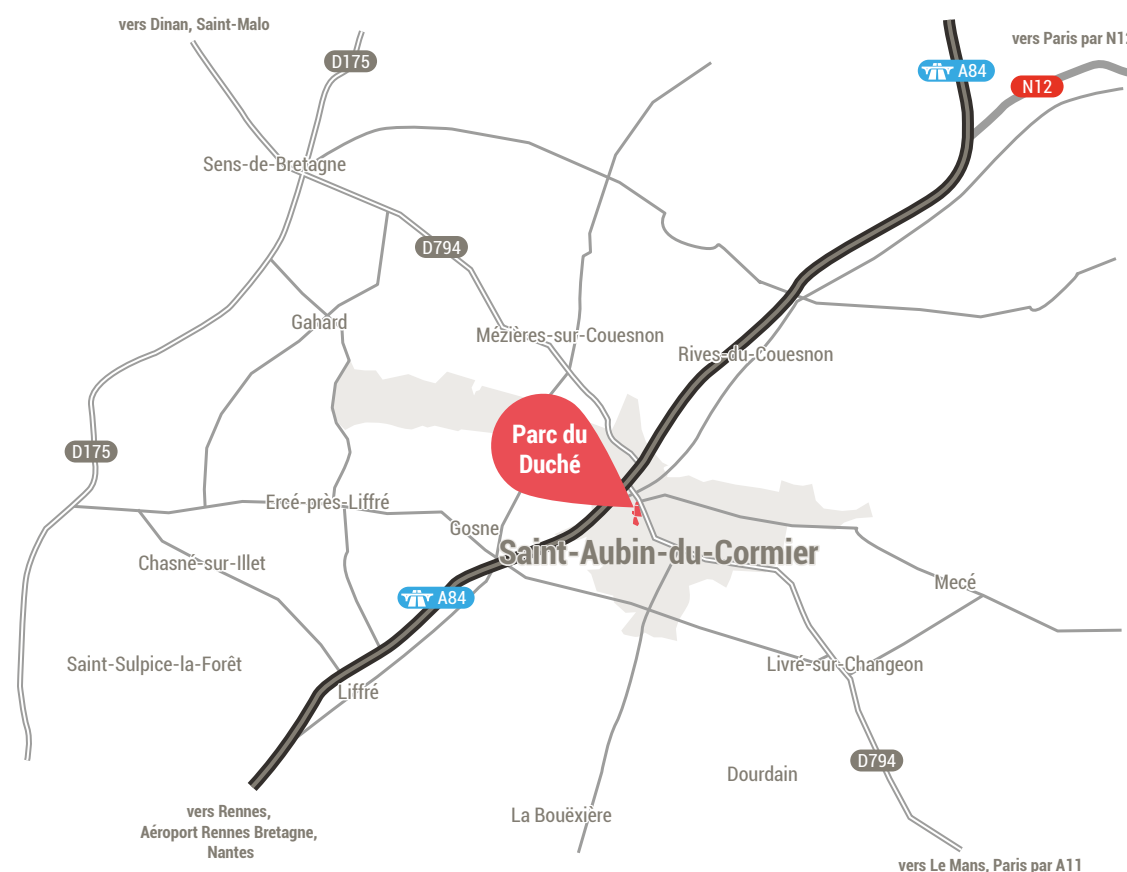 vers Dinan, Saint-Malo
vers Paris par N12
D175
A84
N12
Sens-de-Bretagne
D794
Gahard
Mézières-sur-Couesnon
Rives-du-Couesnon
Parc du
Duché
D175
Ercé-près-Liffré
Gosné
Saint-Aubin-du-Cormier
Chasné-sur-Illet
Mecé
A84
Saint-Sulpice-la-Forêt
Livré-sur-Changeon
Liffré
D794
Dourdain
vers Rennes,
Aéroport Rennes Bretagne,
Nantes
La Bouëxière
vers Le Mans, Paris par A11